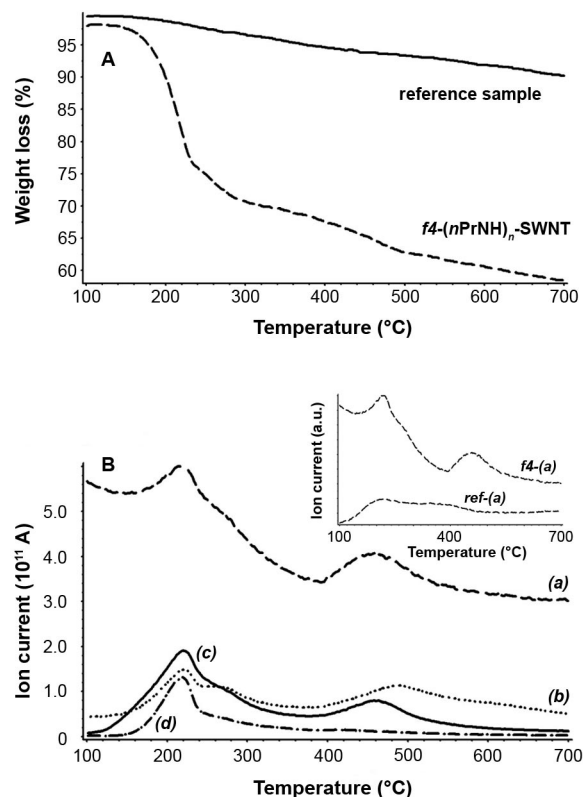 A
95
90
85
80
75
70
65
60
Weight loss (%)
reference sample
f4-(nPrNH)n-SWNT
100 200 300 400 500 600 700
Temperature (°C)
B
5.0
4.0
3.0
2.0
1.0
0
Ion current (10¹¹ A)
(a)
(b)
(c)
(d)
100 200 300 400 500 600 700
Temperature (°C)
Ion current (a.u.)
f4-(a)
ref-(a)
100 400 700
Temperature (°C)